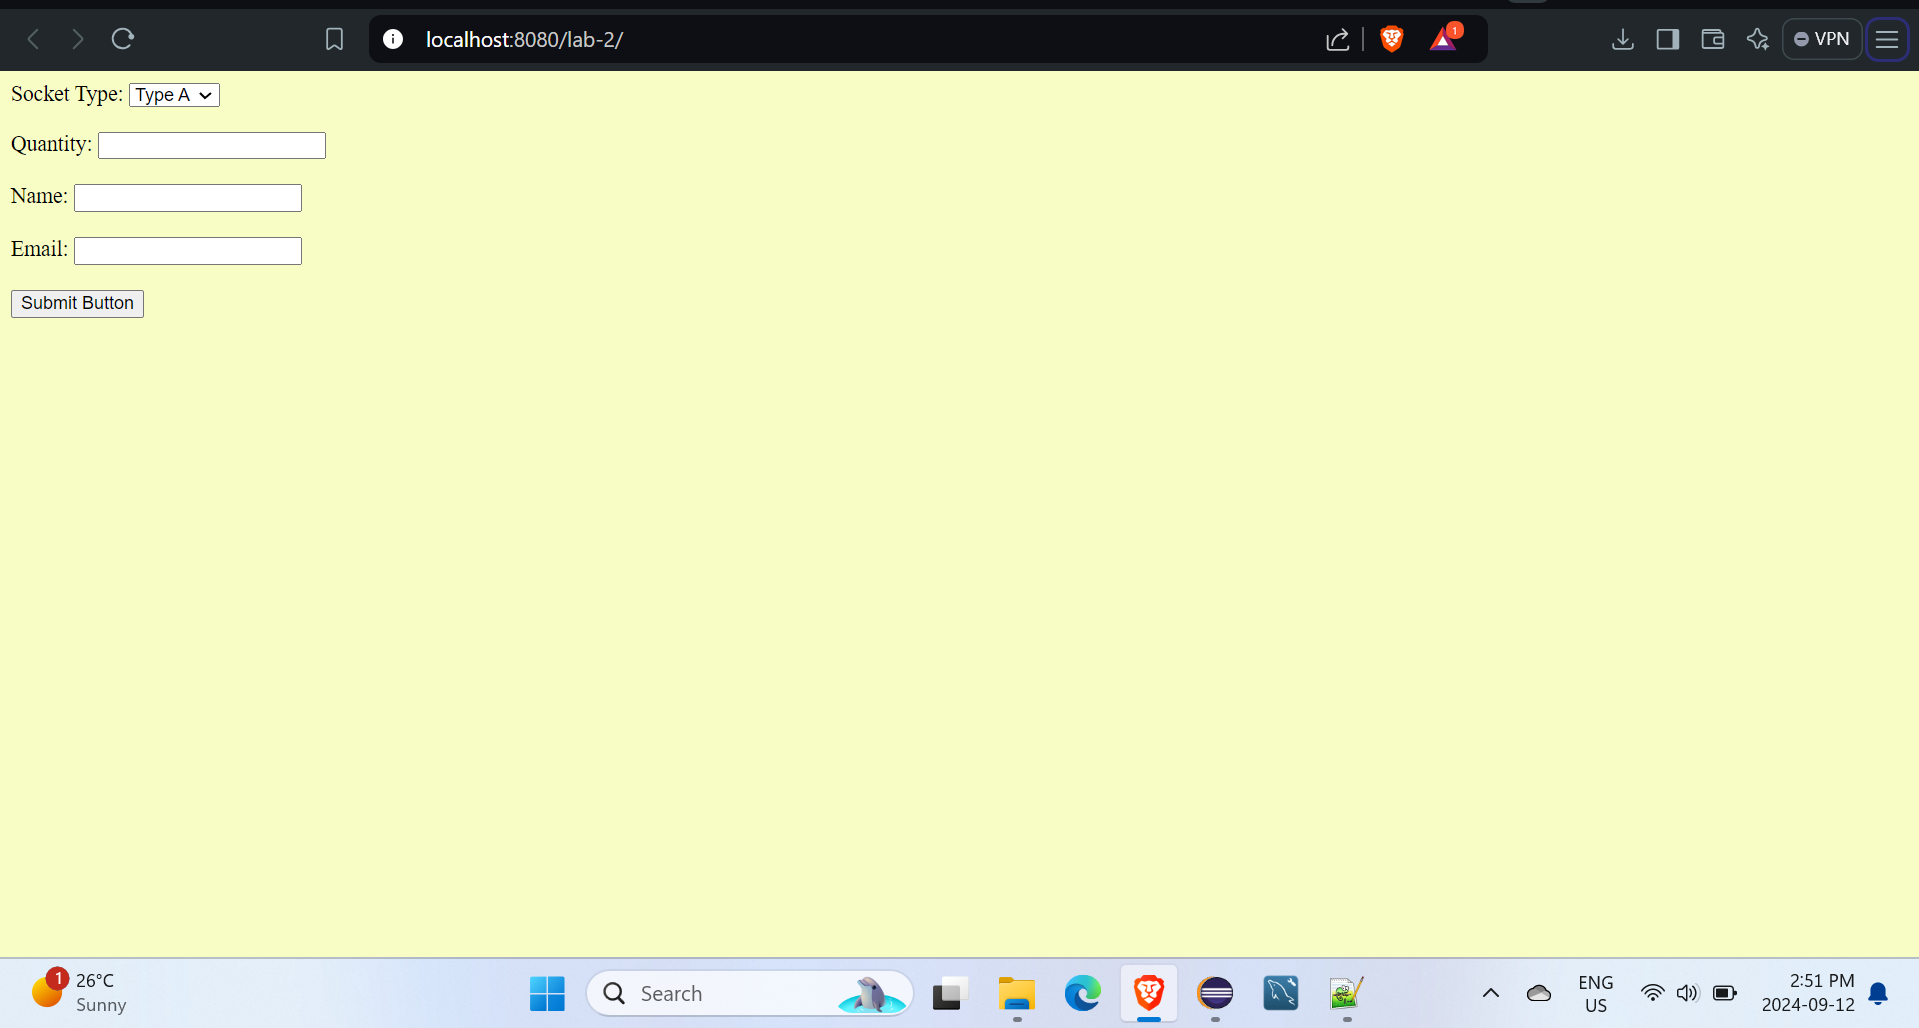 localhost:8080/lab-2/
1
VPN
Socket Type: Type A
Quantity:
Name:
Email:
Submit Button
1
26°C
Sunny
Search
ENG
US
2:51 PM
2024-09-12